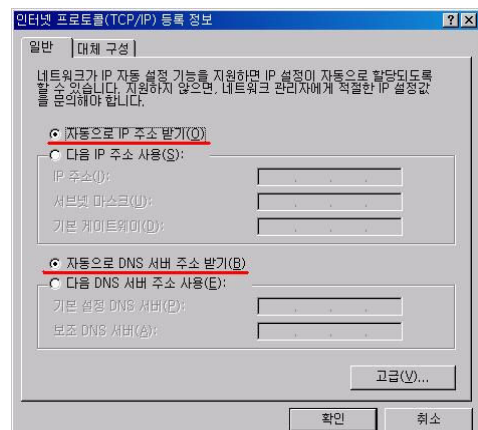 인터넷 프로토콜(TCP/IP) 등록 정보
일반
대체 구성
네트워크가 IP 자동 설정 기능을 지원하면 IP 설정이 자동으로 할당되도록
할 수 있습니다. 지원하지 않으면, 네트워크 관리자에게 적절한 IP 설정값
을 문의해야 합니다.
자동으로 IP 주소 받기(O)
다음 IP 주소 사용(S):
IP 주소(I):
서브넷 마스크(U):
기본 게이트웨이(D):
자동으로 DNS 서버 주소 받기(B)
다음 DNS 서버 주소 사용(E):
기본 설정 DNS 서버(P):
보조 DNS 서버(A):
고급(V)...
확인
취소